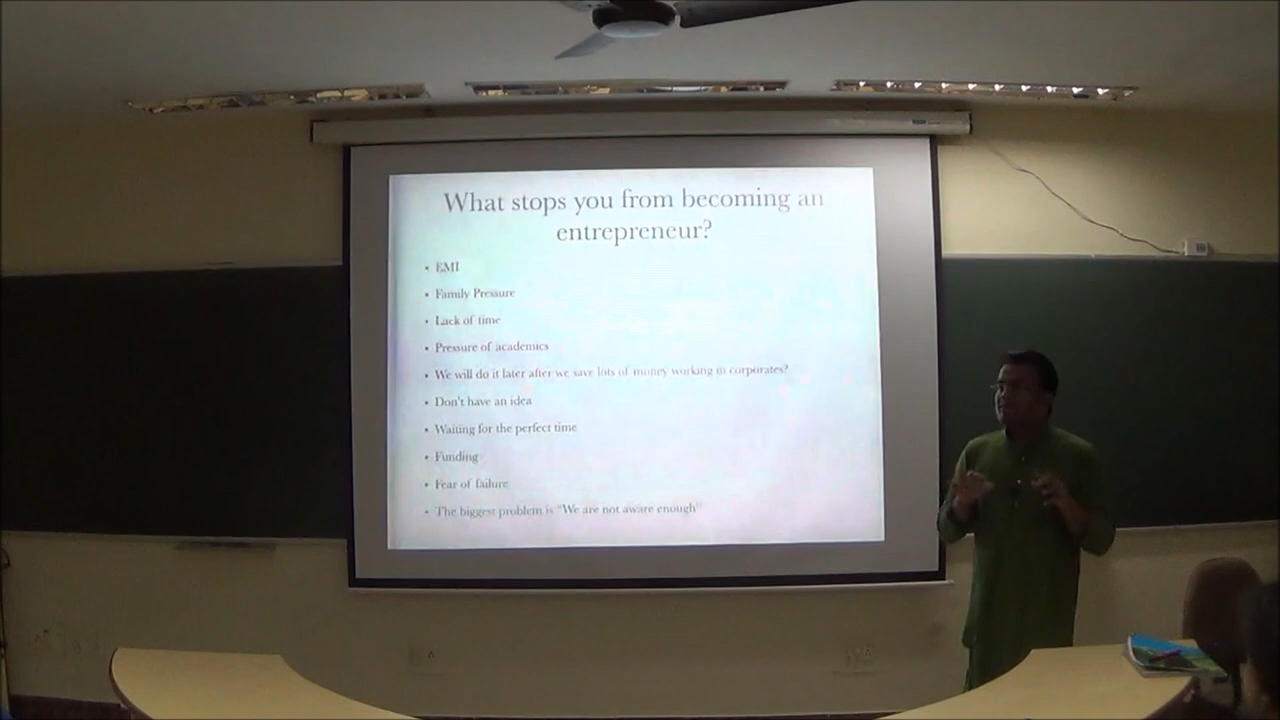 What stops you from becoming an
entrepreneur?
• EMI
• Family Pressure
• Lack of time
• Pressure of academics
• We will do it later after we save lots of money working in corporates?
• Don't have an idea
• Waiting for the perfect time
• Funding
• Fear of failure
• The biggest problem is "We are not aware enough"